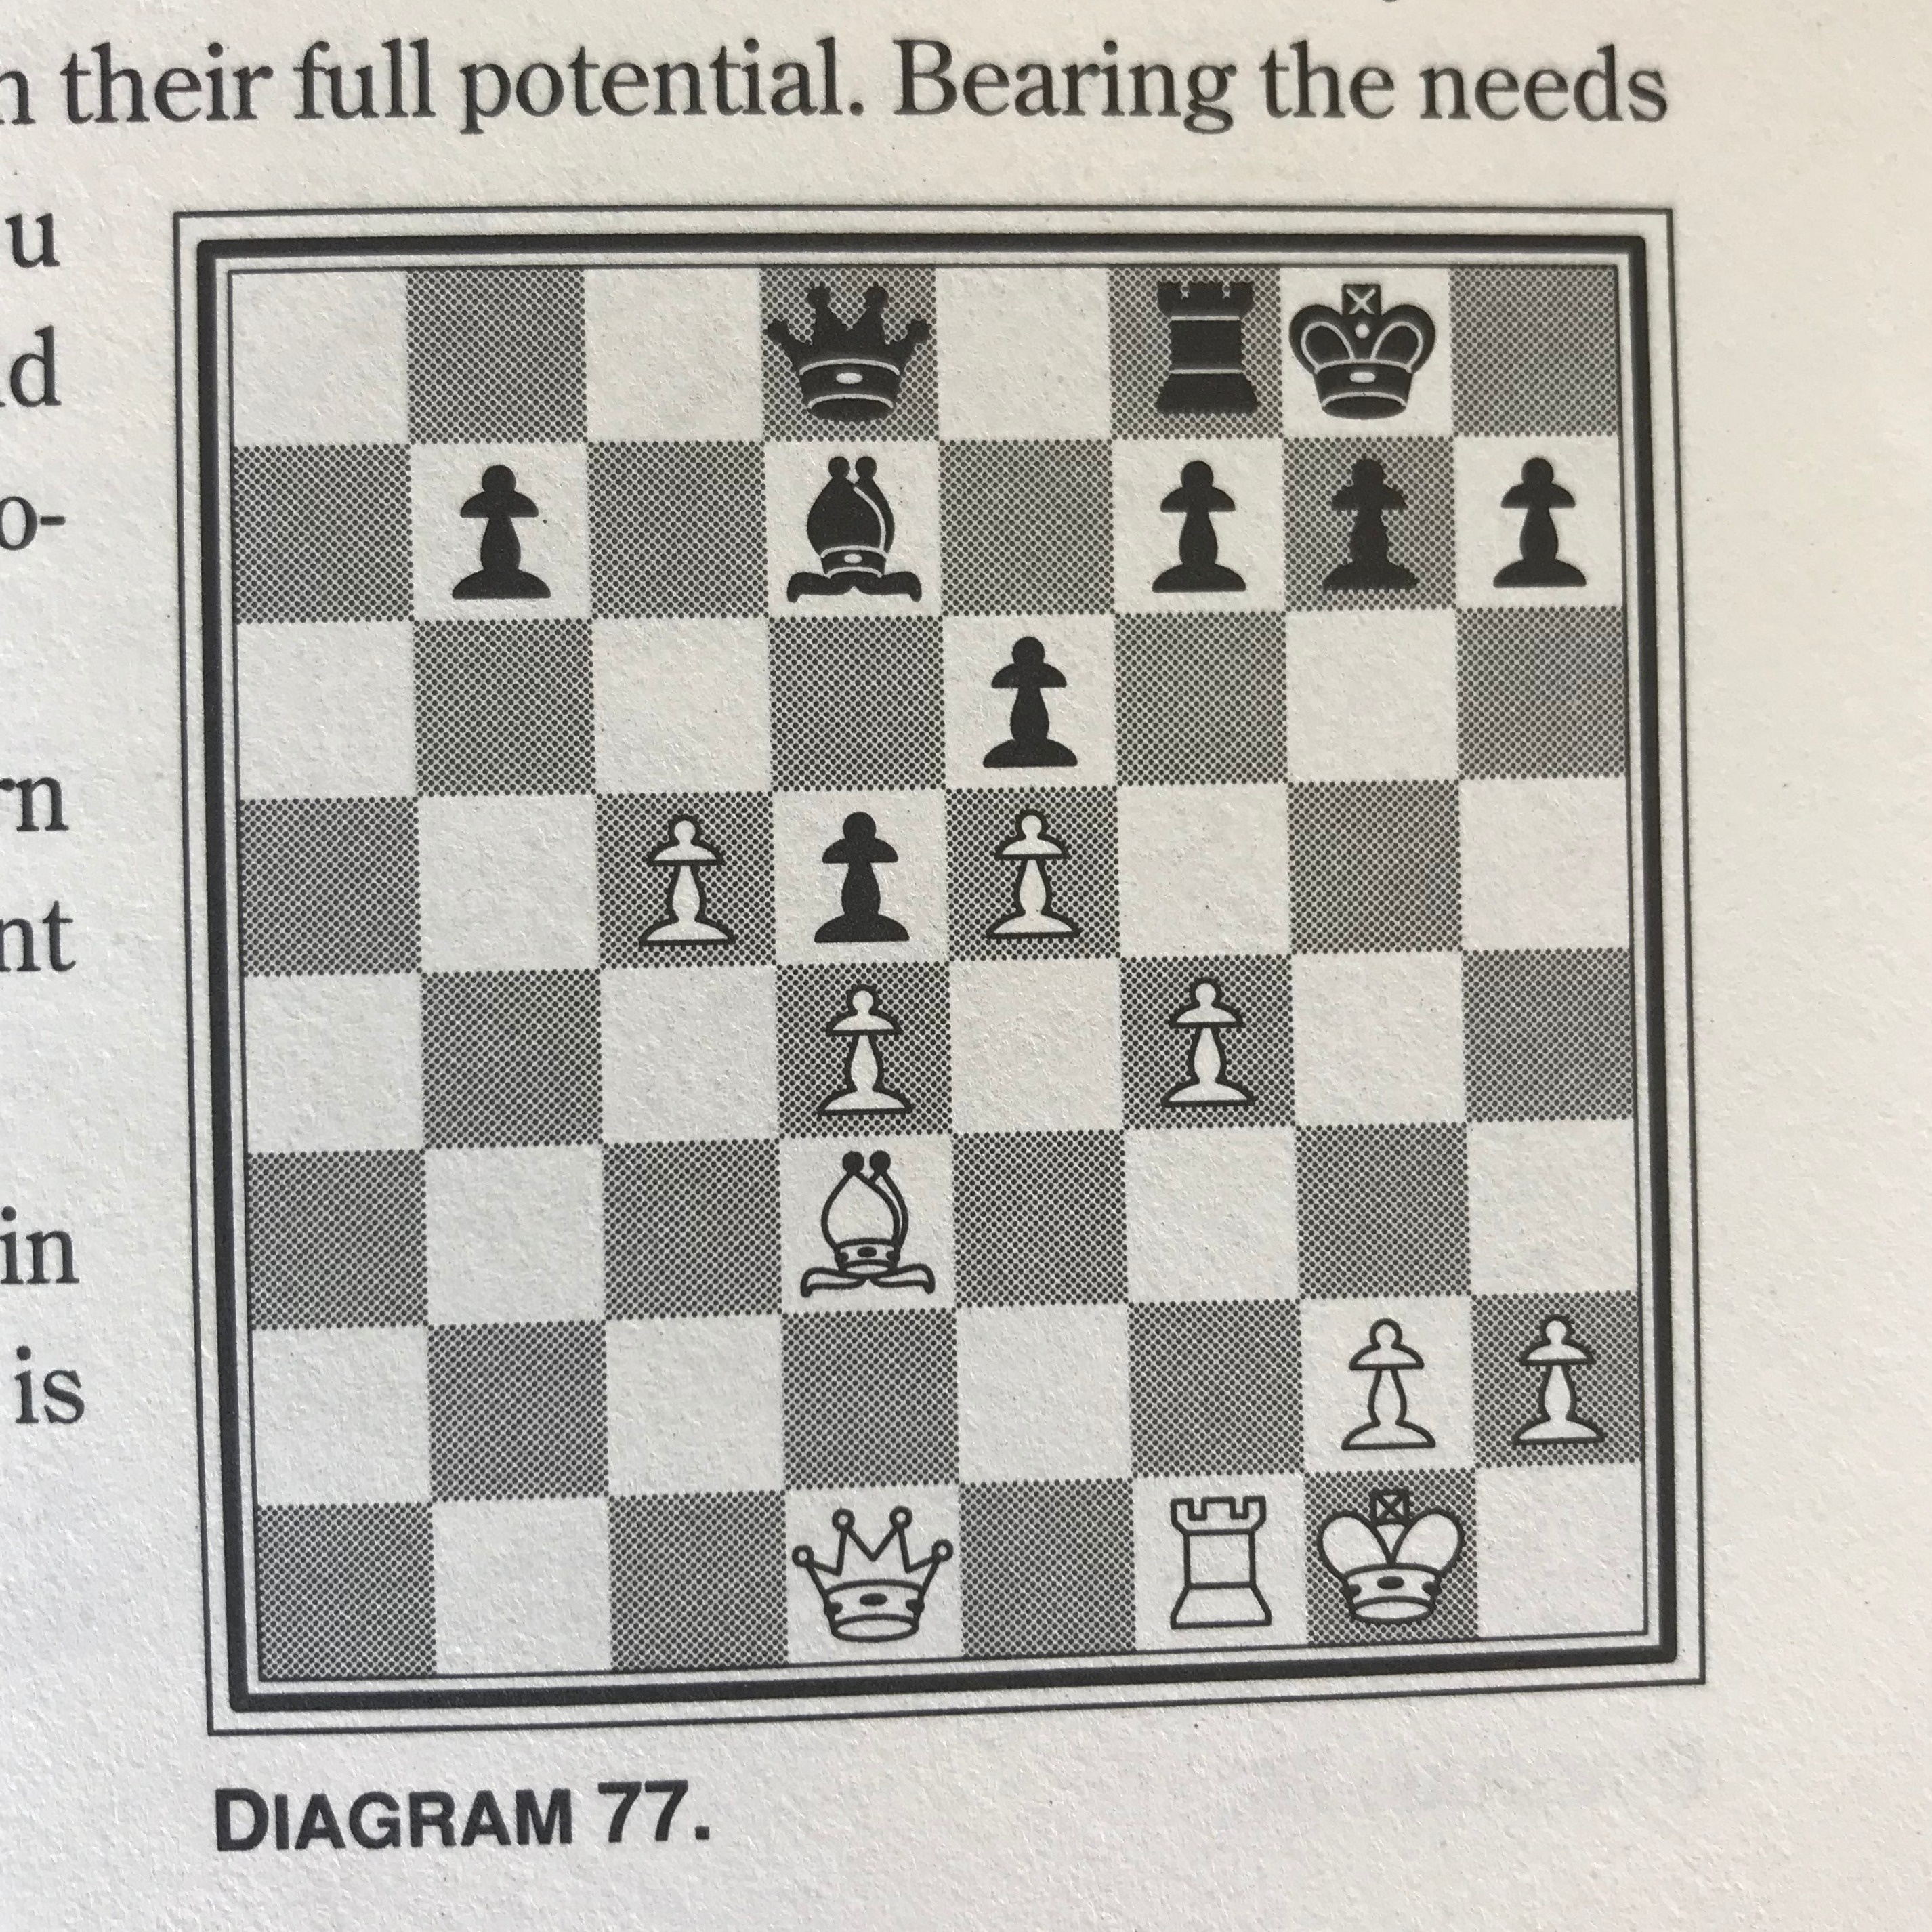 their full potential. Bearing the needs
u
d
o-
rn
nt
in
is
DIAGRAM 77.